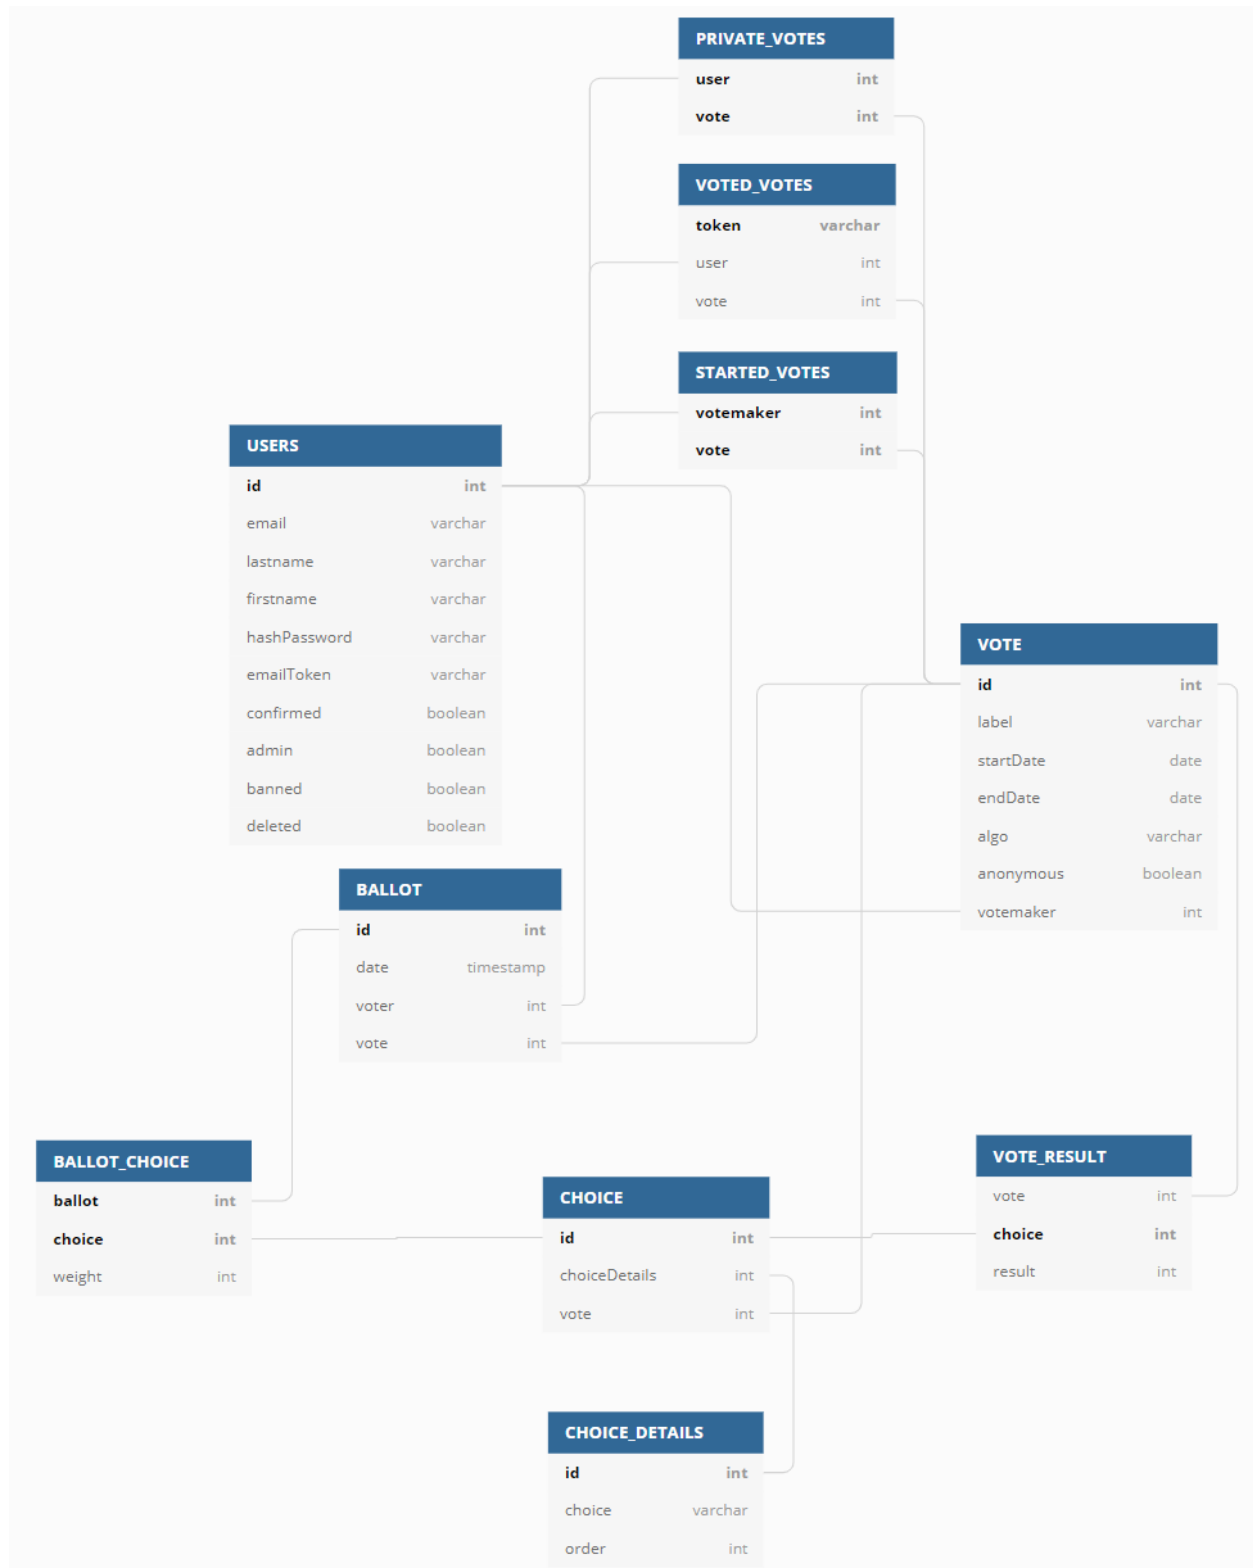 PRIVATE_VOTES
user int
vote int
VOTED_VOTES
token varchar
user int
vote int
STARTED_VOTES
votemaker int
vote int
USERS
id int
email varchar
lastname varchar
firstname varchar
hashPassword varchar
emailToken varchar
confirmed boolean
admin boolean
banned boolean
deleted boolean
VOTE
id int
label varchar
startDate date
endDate date
algo varchar
anonymous boolean
votemaker int
BALLOT
id int
date timestamp
voter int
vote int
BALLOT_CHOICE
ballot int
choice int
weight int
CHOICE
id int
choiceDetails int
vote int
VOTE_RESULT
vote int
choice int
result int
CHOICE_DETAILS
id int
choice varchar
order int